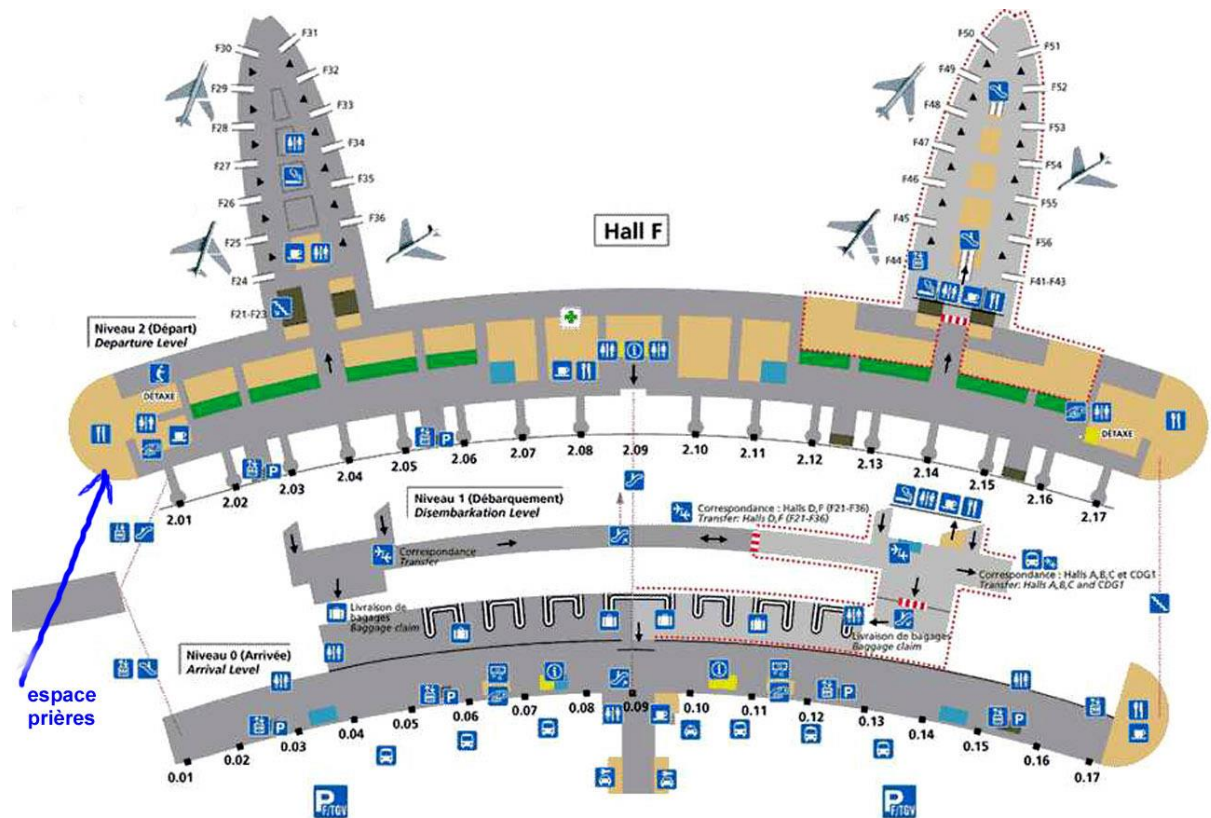 F30
F31
F29
F32
F28
F33
F27
F34
F26
F35
F25
F36
F24
F21-F23
F50
F51
F49
F52
F48
F53
F47
F54
F46
F55
F45
F56
F44
F41-F43
Hall F
Niveau 2 (Départ)
Departure Level
DÉTAXE
DÉTAXE
2.01
2.02
2.03
2.04
2.05
2.06
2.07
2.08
2.09
2.10
2.11
2.12
2.13
2.14
2.15
2.16
2.17
P
P
Niveau 1 (Débarquement)
Disembarkation Level
Correspondance : Halls D,F (F21-F36)
Transfer: Halls D,F (F21-F36)
Correspondance
Transfer
Correspondance : Halls A,B,C et CDG1
Transfer: Halls A,B,C and CDG1
Livraison de
bagages
Baggage claim
Livraison de bagages
Baggage claim
Niveau 0 (Arrivée)
Arrival Level
espace
prières
P
P
P
P
0.01
0.02
0.03
0.04
0.05
0.06
0.07
0.08
0.09
0.10
0.11
0.12
0.13
0.14
0.15
0.16
0.17
P
F/TGV
P
F/TGV